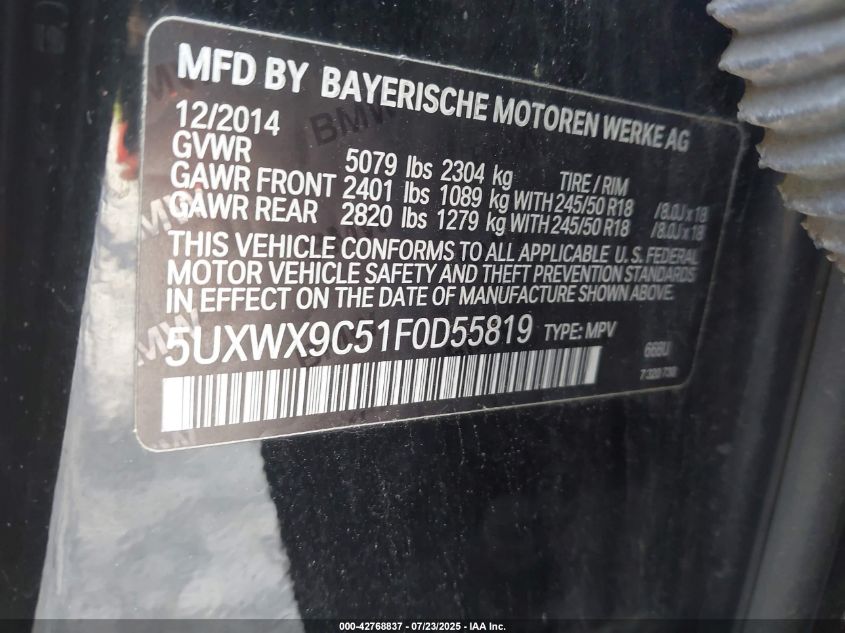 MFD BY BAYERISCHE MOTOREN WERKE AG
12/2014
GVWR 5079 lbs 2304 kg TIRE / RIM
GAWR FRONT 2401 lbs 1089 kg WITH 245/50 R18 /8.0J x 18
GAWR REAR 2820 lbs 1279 kg WITH 245/50 R18 /8.0J x 18
THIS VEHICLE CONFORMS TO ALL APPLICABLE U. S. FEDERAL
MOTOR VEHICLE SAFETY AND THEFT PREVENTION STANDARDS
IN EFFECT ON THE DATE OF MANUFACTURE SHOWN ABOVE.
5UXWX9C51F0D55819 TYPE: MPV
000-42768837 - 07/23/2025 - IAA Inc.